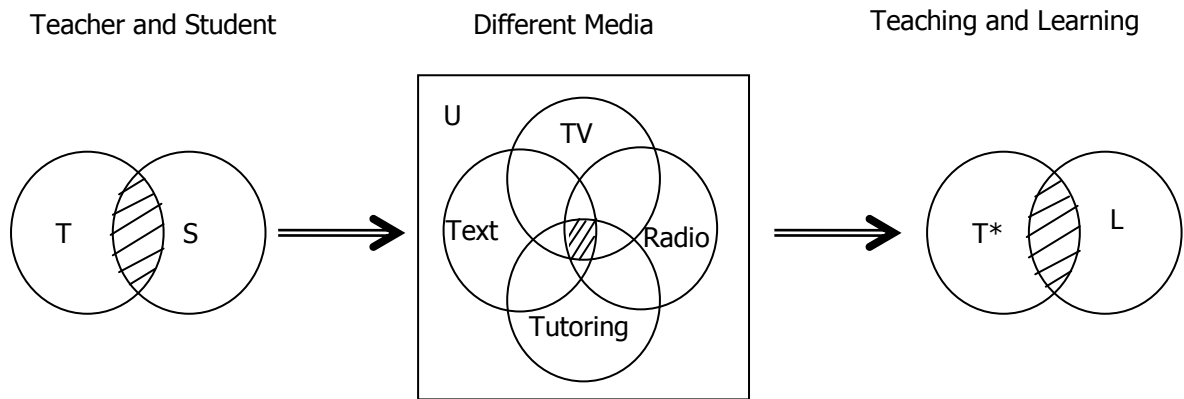 Teacher and Student
Different Media
Teaching and Learning
U
TV
T
S
Text
Radio
T*
L
Tutoring